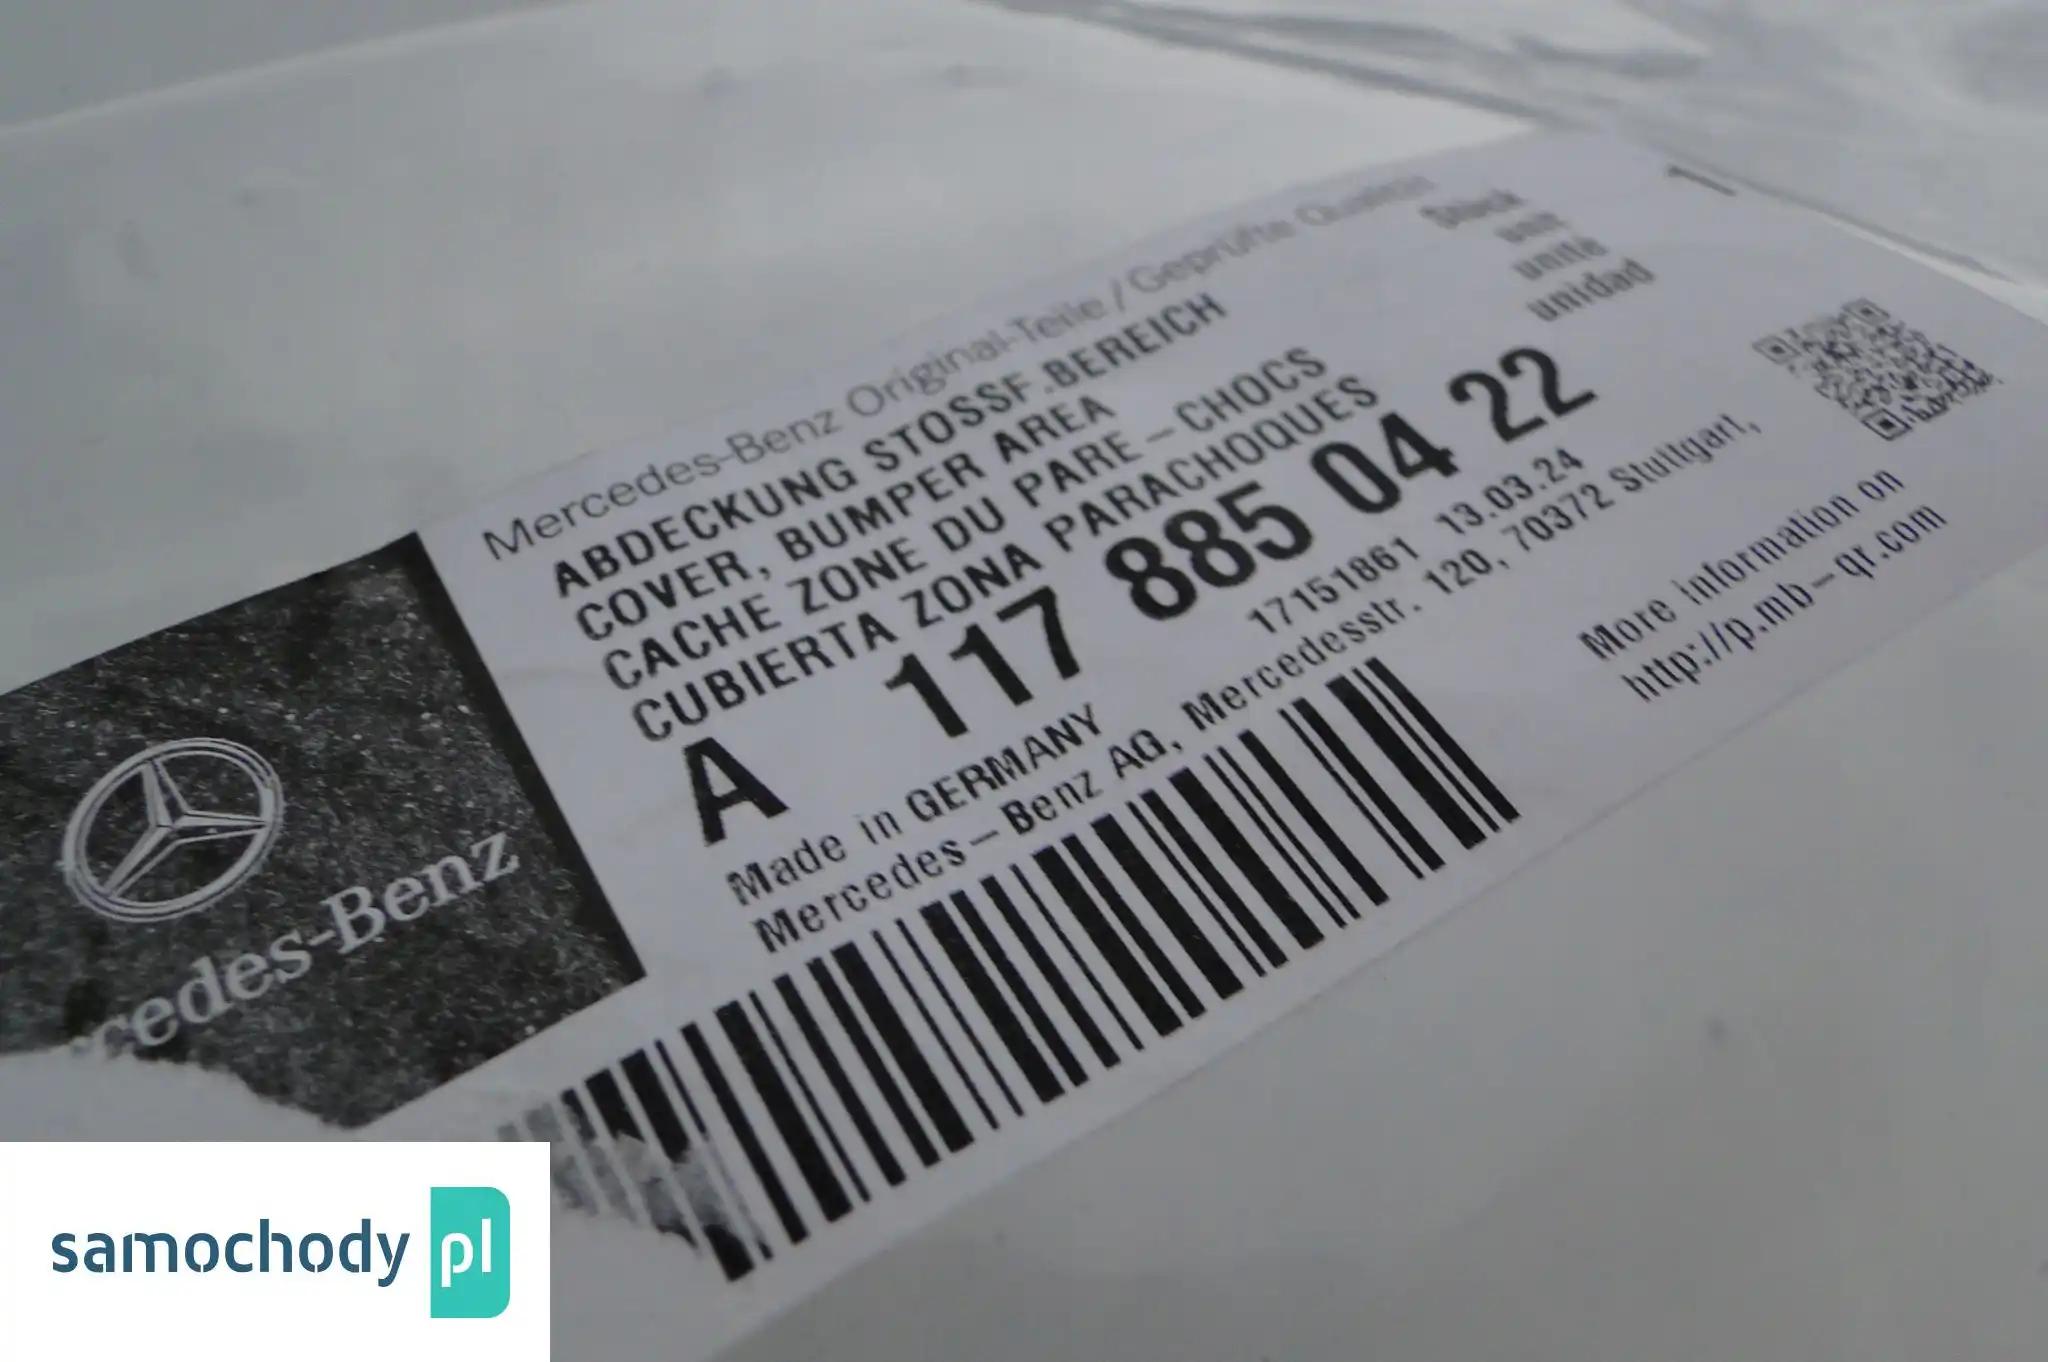 Mercedes-Benz Original-Teile / Geprüfte Qualität
Stück
unit
unité
unidad
1
ABDECKUNG STOSSF.BEREICH
COVER, BUMPER AREA
CACHE ZONE DU PARE-CHOCS
CUBIERTA ZONA PARACHOQUES
A 117 885 04 22
17151861 13.03.24
Made in GERMANY
Mercedes-Benz AG, Mercedesstr. 120, 70372 Stuttgart,
More information on
http://p.mb-qr.com
rcedes-Benz
samochody pl